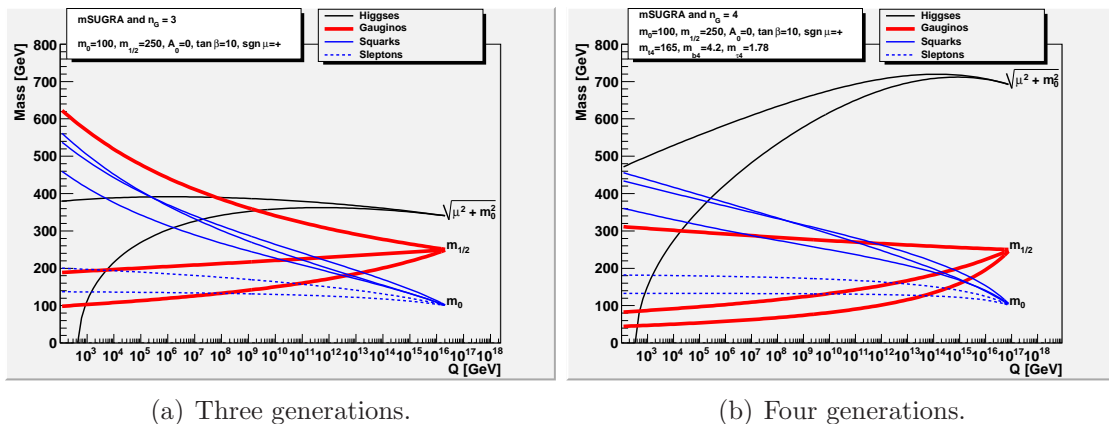 mSUGRA and n_G = 3
m_0=100, m_1/2=250, A_0=0, tan β=10, sgn μ=+
Higgses
Gauginos
Squarks
Sleptons
Mass [GeV]
800
700
600
500
400
300
200
100
0
√μ² + m_0²
m_1/2
m_0
10³ 10⁴ 10⁵ 10⁶ 10⁷ 10⁸ 10⁹ 10¹⁰ 10¹¹ 10¹² 10¹³ 10¹⁴ 10¹⁵ 10¹⁶ 10¹⁷ 10¹⁸
Q [GeV]
(a) Three generations.
mSUGRA and n_G = 4
m_0=100, m_1/2=250, A_0=0, tan β=10, sgn μ=+
m_t4=165, m_b4=4.2, m_τ4=1.78
Higgses
Gauginos
Squarks
Sleptons
Mass [GeV]
800
700
600
500
400
300
200
100
0
√μ² + m_0²
m_1/2
m_0
10³ 10⁴ 10⁵ 10⁶ 10⁷ 10⁸ 10⁹ 10¹⁰ 10¹¹ 10¹² 10¹³ 10¹⁴ 10¹⁵ 10¹⁶ 10¹⁷ 10¹⁸
Q [GeV]
(b) Four generations.